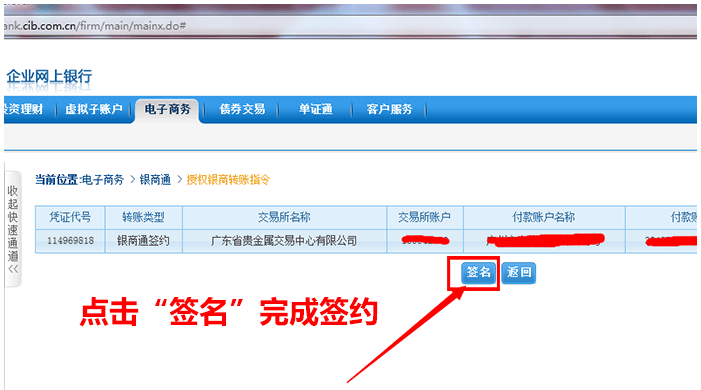 ank.cib.com.cn/firm/main/mainx.do#
企业网上银行
投资理财 虚拟子账户 电子商务 债券交易 单证通 客户服务
收起快速通道
当前位置:电子商务 > 银商通 > 授权银商转账指令
凭证代号 转账类型 交易所名称 交易所账户 付款账户名称 付款账
114969818 银商通签约 广东省贵金属交易中心有限公司
签名 返回
点击“签名”完成签约